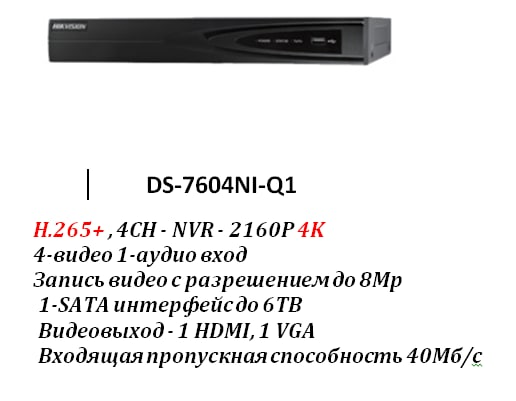 HIKVISION
DS-7604NI-Q1
H.265+ , 4CH - NVR - 2160P 4K
4-видео 1-аудио вход
Запись видео с разрешением до 8Mp
1-SATA интерфейс до 6TB
Видеовыход - 1 HDMI, 1 VGA
Входящая пропускная способность 40Мб/с